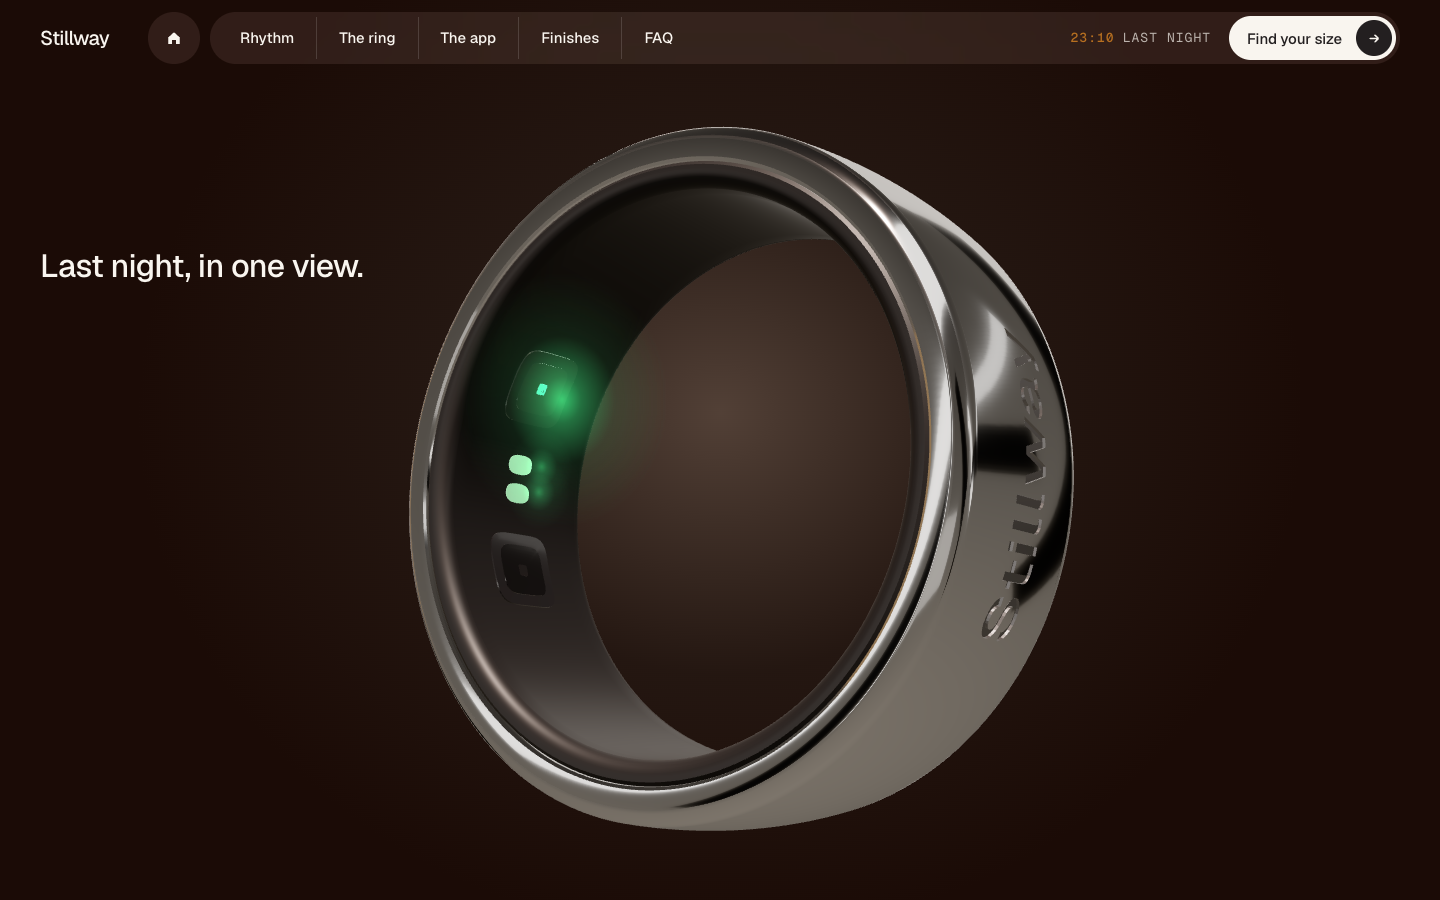 Stillway
Rhythm
The ring
The app
Finishes
FAQ
23:10 LAST NIGHT
Find your size
Last night, in one view.
Stillway